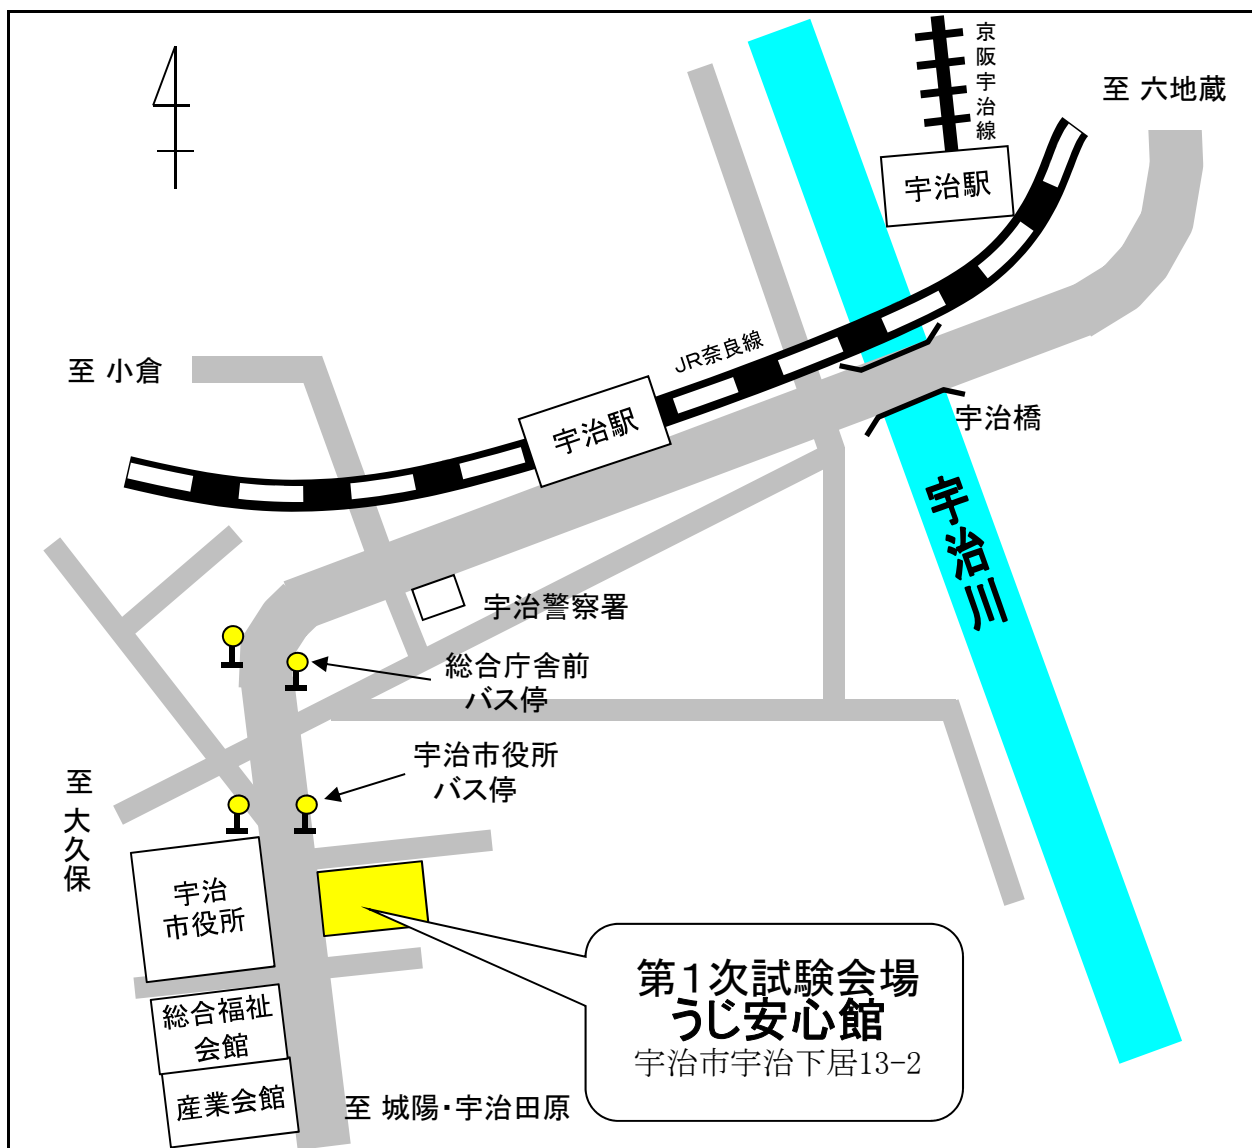 京阪宇治線
至 六地蔵
宇治駅
JR奈良線
至 小倉
宇治駅
宇治橋
宇治川
宇治警察署
総合庁舎前
バス停
宇治市役所
バス停
至 大久保
宇治
市役所
第1次試験会場
うじ安心館
宇治市宇治下居13-2
総合福祉
会館
産業会館
至 城陽・宇治田原